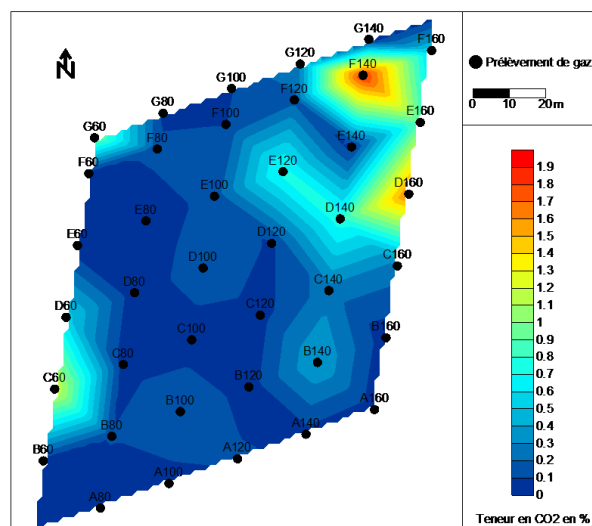 G140
F160
N
G120
F140
Prélèvement de gaz
G100
F120
0 10 20 m
G80
F100
E160
G60
F80
E140
F60
E120
1.9
1.8
1.7
1.6
1.5
1.4
1.3
1.2
1.1
1
0.9
0.8
0.7
0.6
0.5
0.4
0.3
0.2
0.1
0
E100
D160
E80
D140
E60
D120
D100
C160
D80
C140
D60
C120
C100
B160
C80
B140
C60
B120
B100
A160
B80
A140
B60
A120
A100
A80
Teneur en CO2 en %